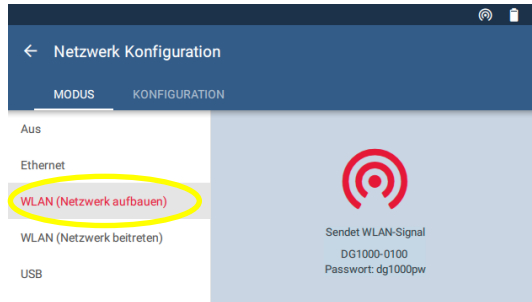 Netzwerk Konfiguration
MODUS KONFIGURATION
Aus
Ethernet
WLAN (Netzwerk aufbauen)
WLAN (Netzwerk beitreten)
USB
Sendet WLAN-Signal
DG1000-0100
Passwort: dg1000pw